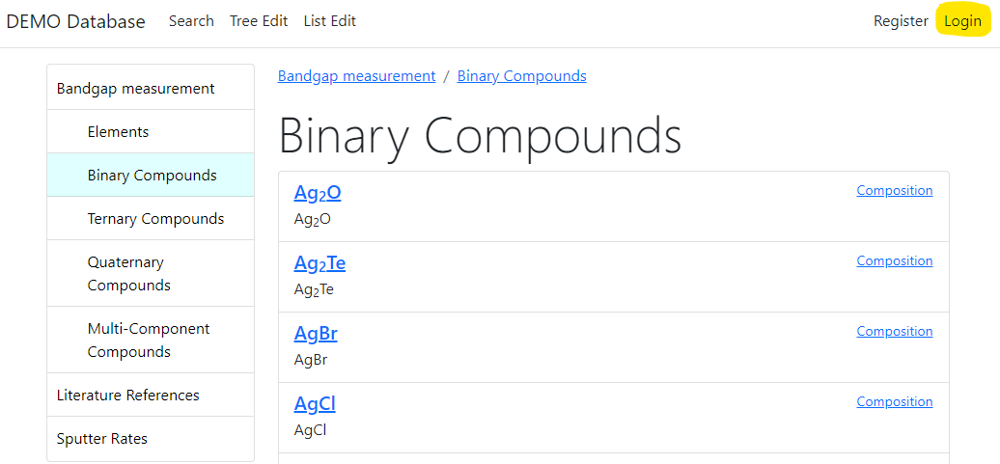 DEMO Database Search Tree Edit List Edit Register Login
Bandgap measurement
Elements
Binary Compounds
Ternary Compounds
Quaternary
Compounds
Multi-Component
Compounds
Literature References
Sputter Rates
Bandgap measurement / Binary Compounds
Binary Compounds
Ag₂O Composition
Ag₂O
Ag₂Te Composition
Ag₂Te
AgBr Composition
AgBr
AgCl Composition
AgCl